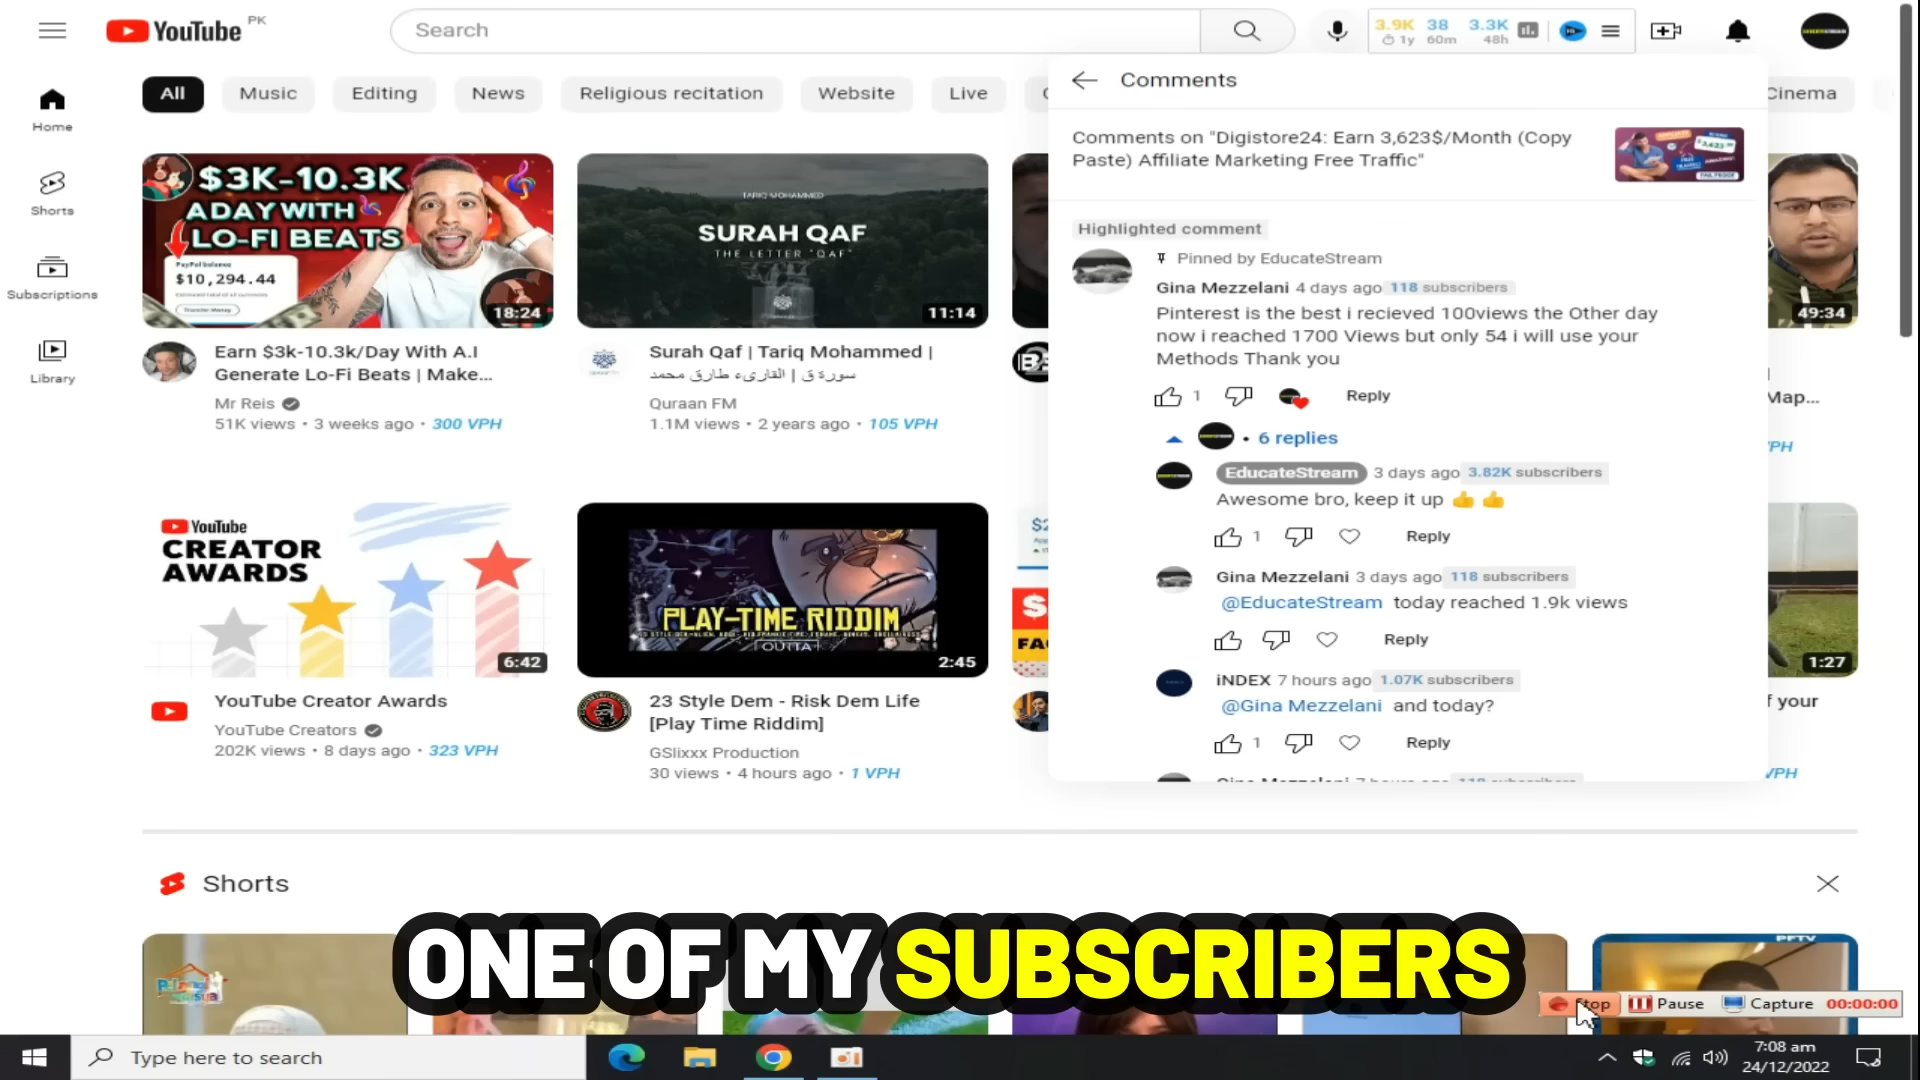 YouTube PK
Search
3.9K 38 3.3K
1y 60m 48h
All
Music
Editing
News
Religious recitation
Website
Live
Cinema
Home
Shorts
Subscriptions
Library
$3K-10.3K
A DAY WITH
LO-FI BEATS
PayPal balance
$10,294.44
Transfer Money
18:24
Earn $3k-10.3k/Day With A.I
Generate Lo-Fi Beats | Make...
Mr Reis
51K views • 3 weeks ago • 300 VPH
TARIQ MOHAMMED
SURAH QAF
THE LETTER "QAF"
11:14
Surah Qaf | Tariq Mohammed |
سورة ق | القارىء طارق محمد
Quraan FM
1.1M views • 2 years ago • 105 VPH
49:34
Map...
VPH
YouTube
CREATOR
AWARDS
6:42
YouTube Creator Awards
YouTube Creators
202K views • 8 days ago • 323 VPH
PLAY-TIME RIDDIM
OUTTA
2:45
23 Style Dem - Risk Dem Life
[Play Time Riddim]
GSlixxx Production
30 views • 4 hours ago • 1 VPH
1:27
f your
VPH
Comments
Comments on "Digistore24: Earn 3,623$/Month (Copy
Paste) Affiliate Marketing Free Traffic"
Highlighted comment
Pinned by EducateStream
Gina Mezzelani 4 days ago 118 subscribers
Pinterest is the best i recieved 100views the Other day
now i reached 1700 Views but only 54 i will use your
Methods Thank you
1 Reply
• 6 replies
EducateStream 3 days ago 3.82K subscribers
Awesome bro, keep it up 👍 👍
1 Reply
Gina Mezzelani 3 days ago 118 subscribers
@EducateStream today reached 1.9k views
Reply
iNDEX 7 hours ago 1.07K subscribers
@Gina Mezzelani and today?
1 Reply
Shorts
PFTV
ONE OF MY SUBSCRIBERS
Stop Pause Capture 00:00:00
Type here to search
7:08 am
24/12/2022